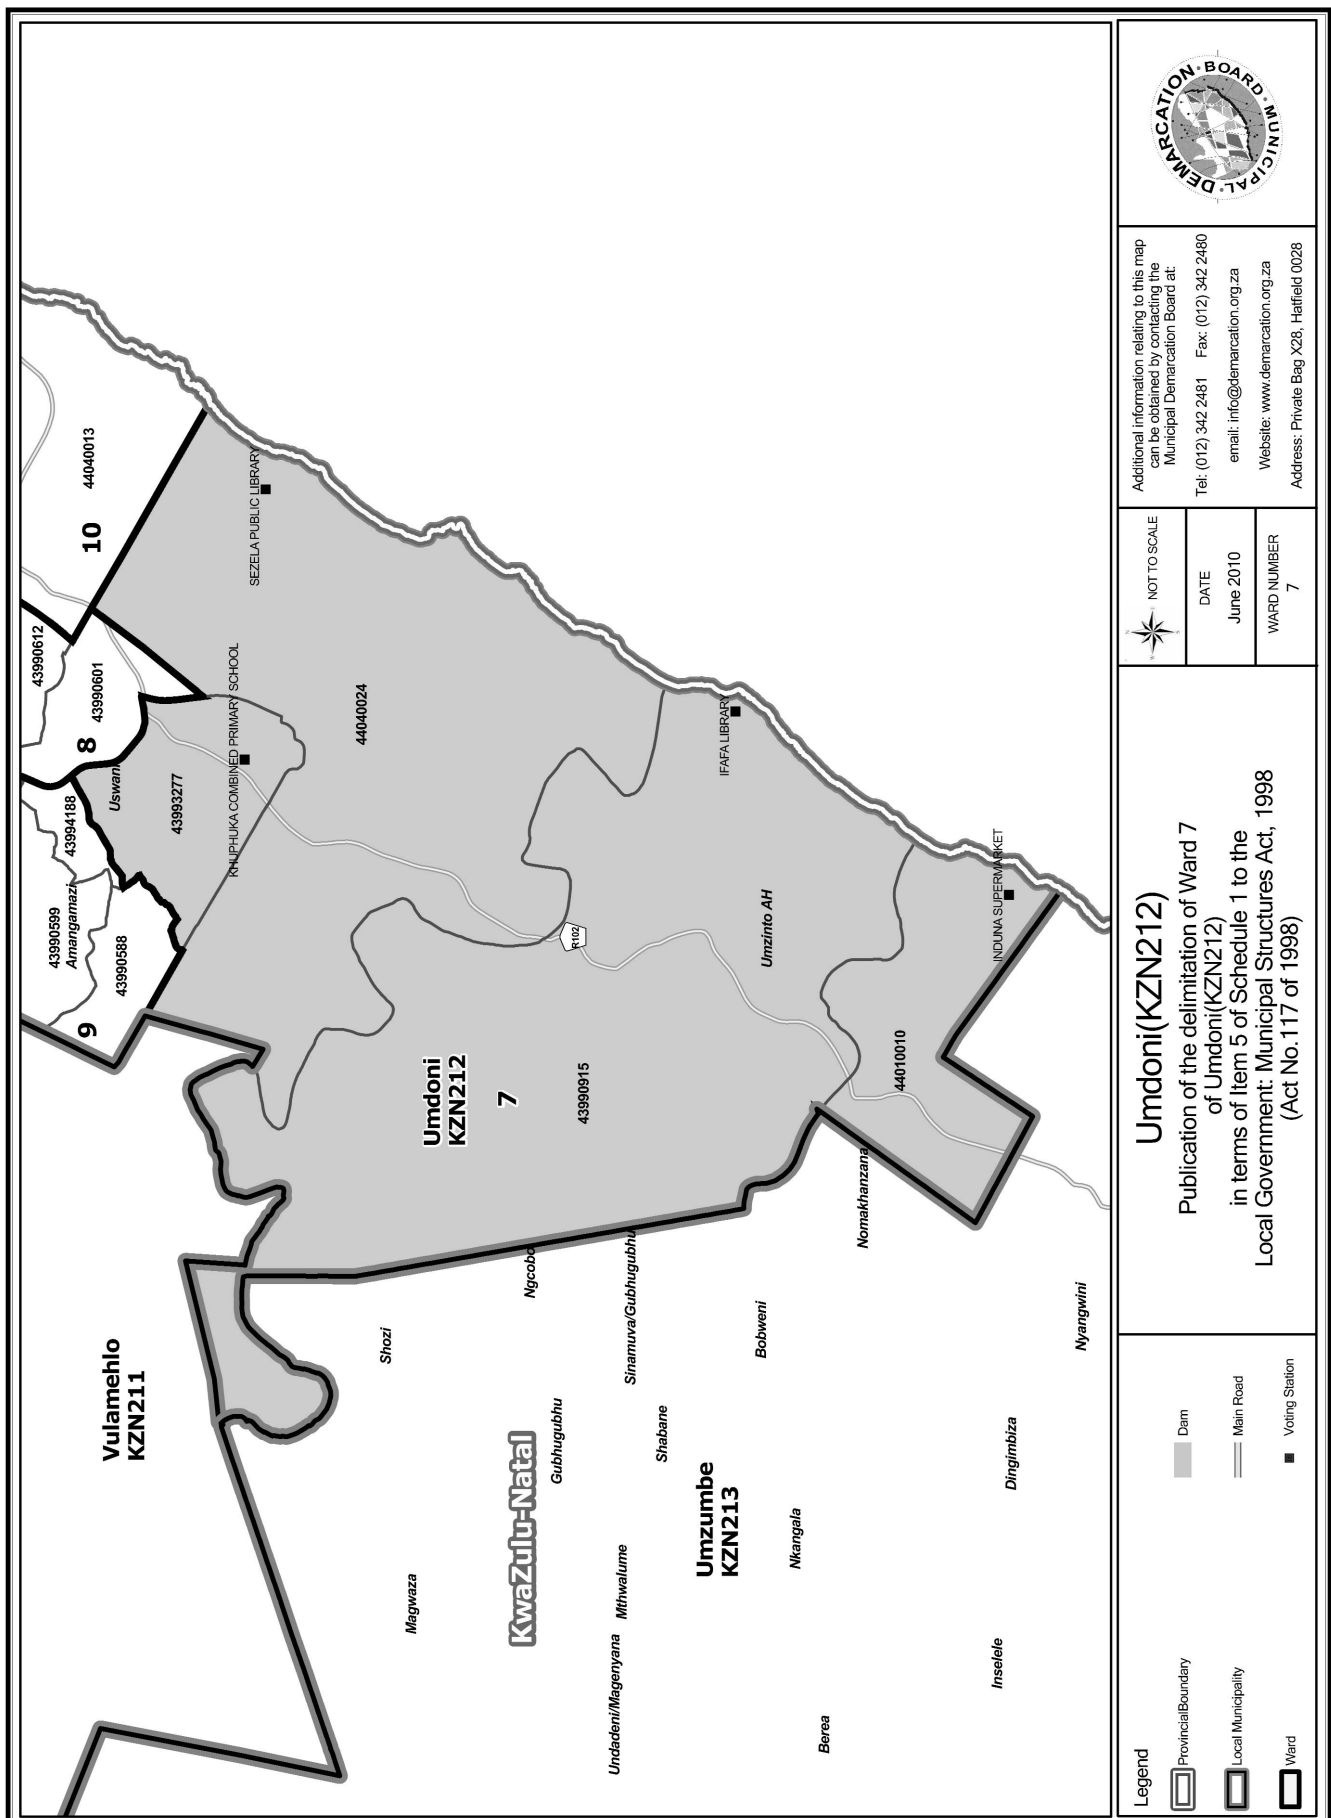 Vulamehlo
KZN211
9
43990599
Amangamazi
43990588
43994188
8
43990601
43990612
10
44040013
Uswani
43993277
KHUPHUKA COMBINED PRIMARY SCHOOL
SEZELA PUBLIC LIBRARY
44040024
Magwaza
Shozi
Umdoni
KZN212
7
KwaZulu-Natal
Gubhugubhu
Ngcobo
43990915
R102
Undadeni/Magenyana
Mthwalume
Shabane
Sinamuva/Gubhugubhu
Umzumbe
KZN213
IFAFA LIBRARY
Bobweni
Umzinto AH
Nkangala
Berea
Nomakhanzana
44010010
Inselele
Dingimbiza
INDUNA SUPERMARKET
Nyangwini
Legend
ProvincialBoundary
Local Municipality
Ward
Dam
Main Road
Voting Station
Umdoni(KZN212)
Publication of the delimitation of Ward 7
of Umdoni(KZN212)
in terms of Item 5 of Schedule 1 to the
Local Government: Municipal Structures Act, 1998
(Act No.117 of 1998)
N
W
S
NOT TO SCALE
DATE
June 2010
WARD NUMBER
7
Additional information relating to this map
can be obtained by contacting the
Municipal Demarcation Board at:
Tel: (012) 342 2481 Fax: (012) 342 2480
email: info@demarcation.org.za
Website: www.demarcation.org.za
Address: Private Bag X28, Hatfield 0028
MUNICIPAL · DEMARCATION · BOARD ·